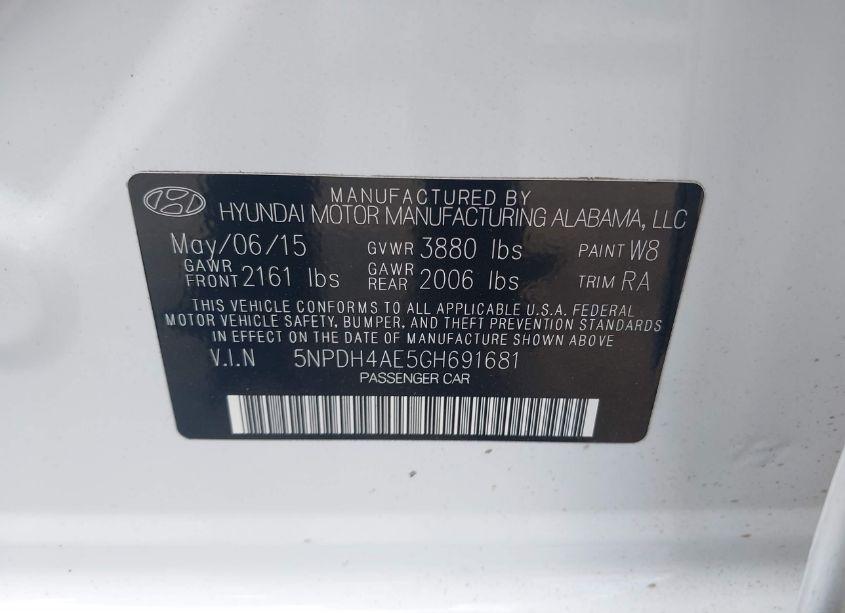 MANUFACTURED BY
HYUNDAI MOTOR MANUFACTURING ALABAMA, LLC
May/06/15 GVWR 3880 lbs PAINT W8
GAWR FRONT 2161 lbs GAWR REAR 2006 lbs TRIM RA
THIS VEHICLE CONFORMS TO ALL APPLICABLE U.S.A. FEDERAL
MOTOR VEHICLE SAFETY, BUMPER, AND THEFT PREVENTION STANDARDS
IN EFFECT ON THE DATE OF MANUFACTURE SHOWN ABOVE
V.I.N 5NPDH4AE5GH691681
PASSENGER CAR